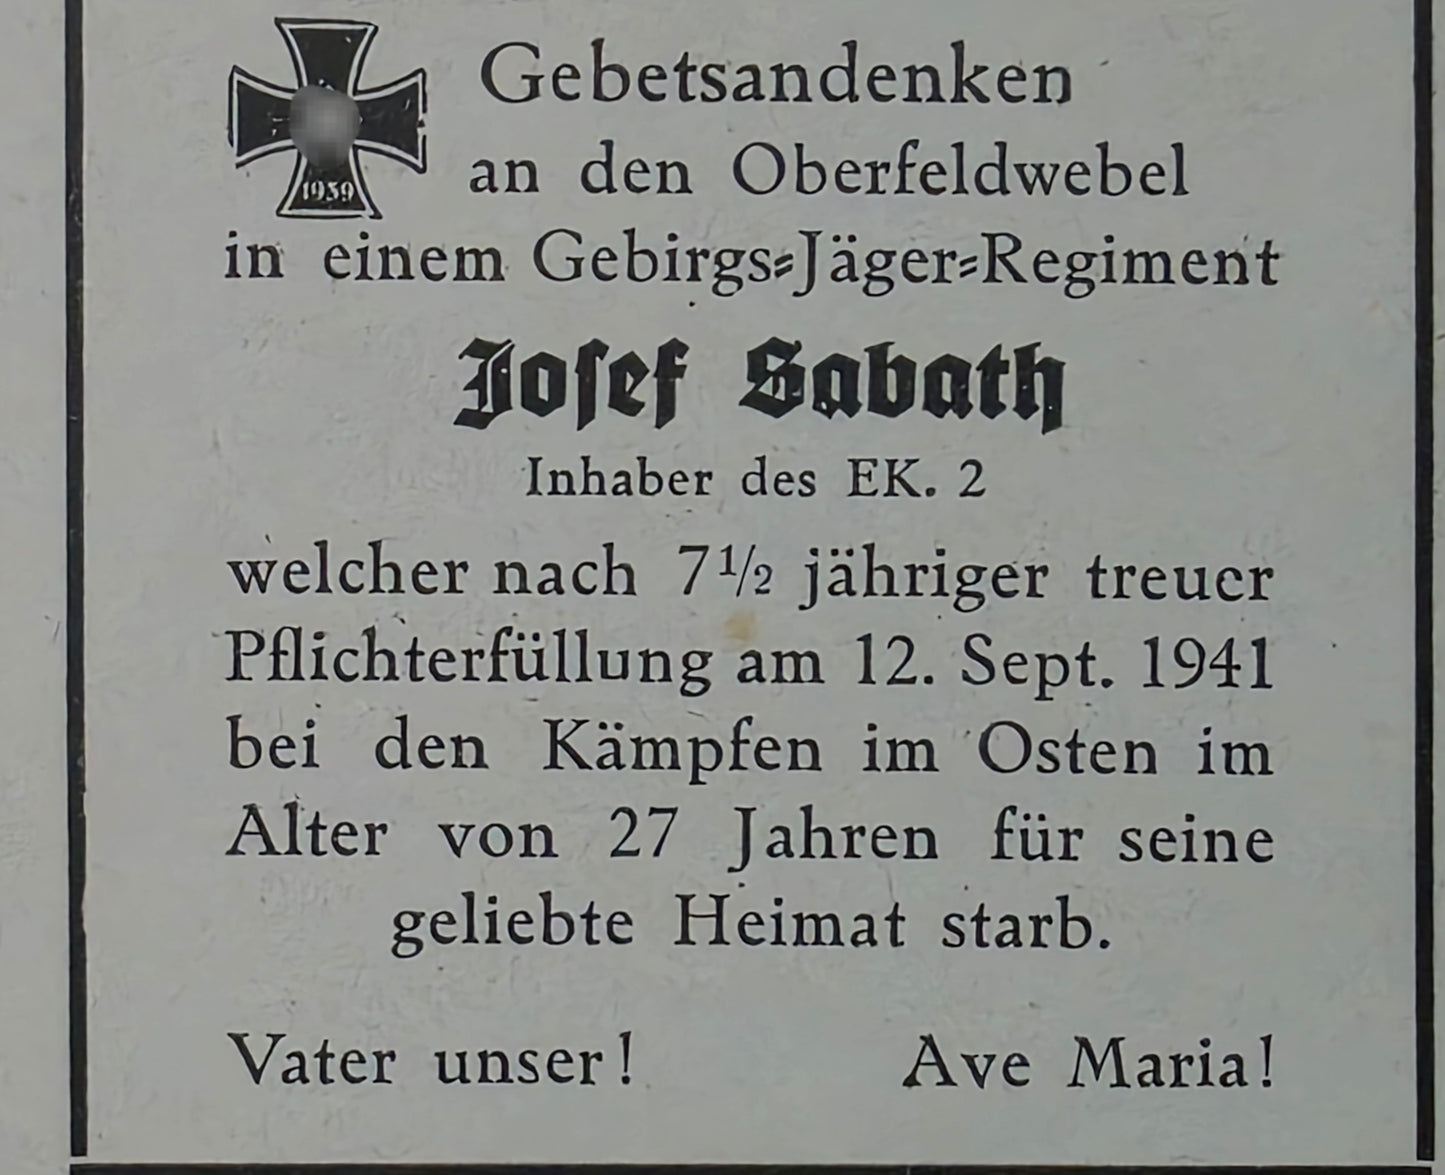 1939
Gebetsandenken
an den Oberfeldwebel
in einem Gebirgs-Jäger-Regiment
Josef Sabath
Inhaber des EK. 2
welcher nach 7½ jähriger treuer
Pflichterfüllung am 12. Sept. 1941
bei den Kämpfen im Osten im
Alter von 27 Jahren für seine
geliebte Heimat starb.
Vater unser! Ave Maria!